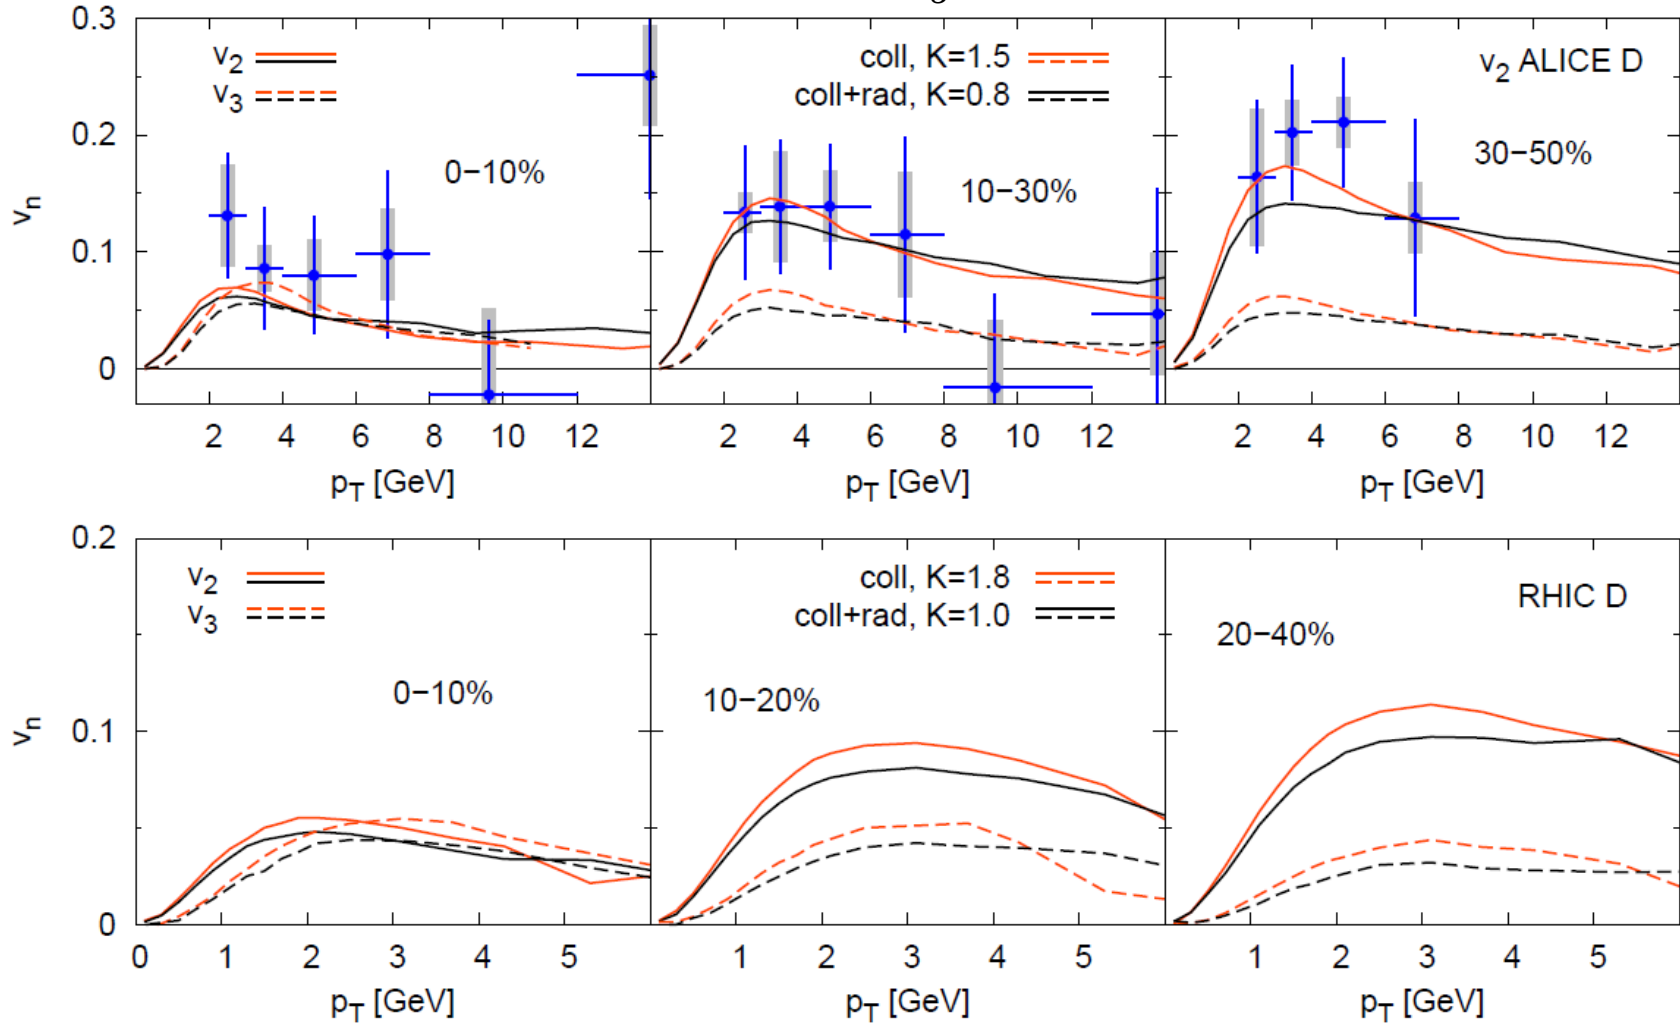 0.3
0.2
0.1
0
vn
v2
v3
0−10%
coll, K=1.5
coll+rad, K=0.8
10−30%
v2 ALICE D
30−50%
2 4 6 8 10 12
2 4 6 8 10 12
2 4 6 8 10 12
pT [GeV]
pT [GeV]
pT [GeV]
0.2
0.1
0
vn
v2
v3
0−10%
coll, K=1.8
coll+rad, K=1.0
10−20%
RHIC D
20−40%
0 1 2 3 4 5
1 2 3 4 5
1 2 3 4 5
pT [GeV]
pT [GeV]
pT [GeV]